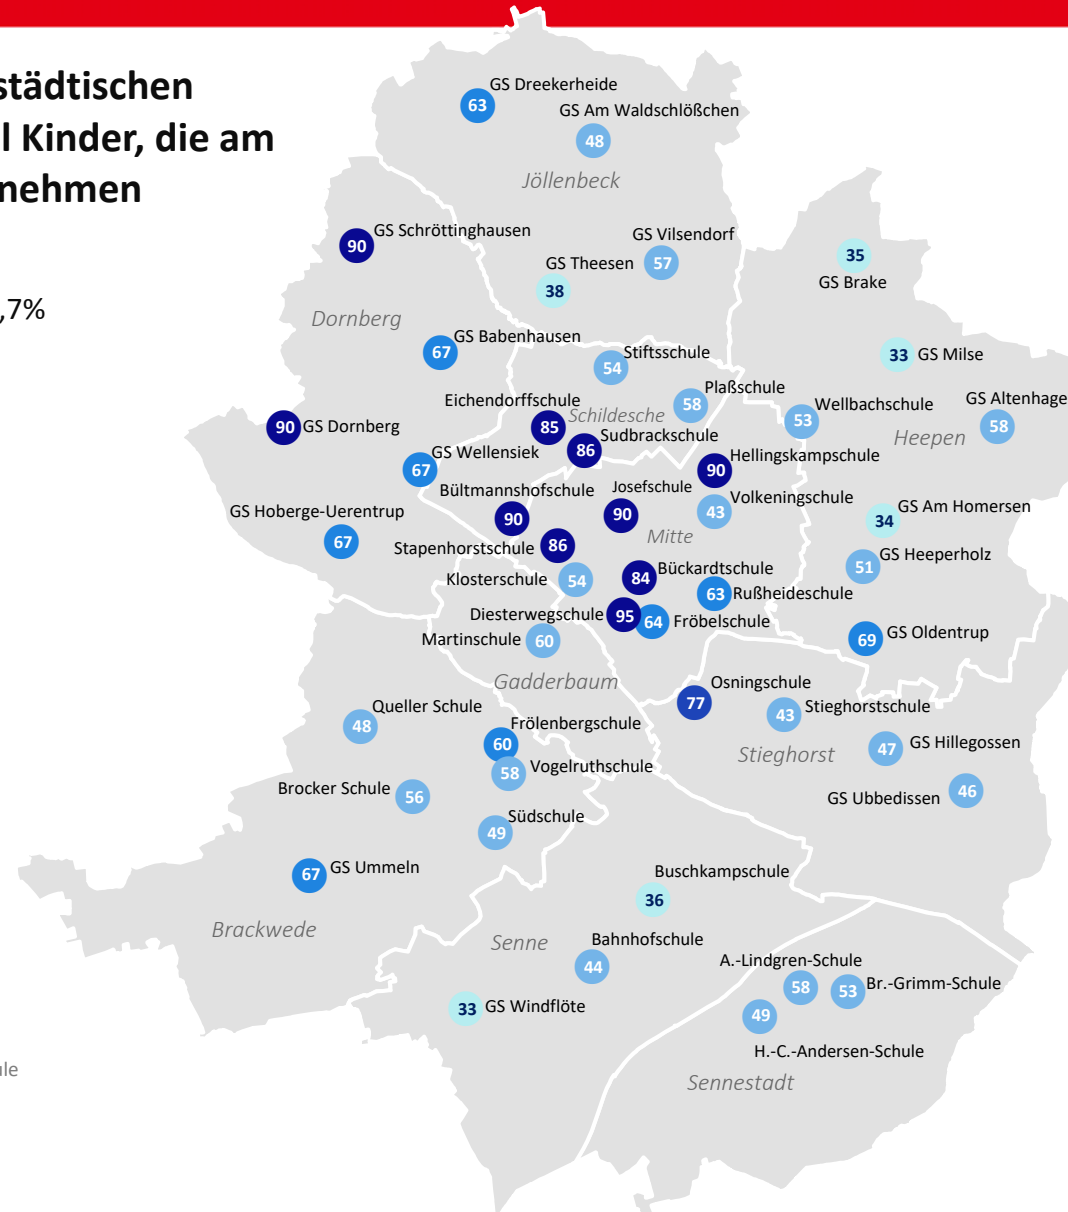 städtischen
l Kinder, die am
nehmen
,7%
GS Dreekerheide
63
GS Am Waldschlößchen
48
Jöllenbeck
GS Schröttinghausen
90
GS Vilsendorf
57
GS Theesen
38
35
GS Brake
Dornberg
GS Babenhausen
67
Stiftsschule
54
33 GS Milse
Plaßschule
58
Wellbachschule
53
GS Altenhage
58
Heepen
Eichendorffschule
85
Schildesche
90 GS Dornberg
Sudbrackschule
86
GS Wellensiek
67
Hellingskampschule
90
Bültmannshofschule
90
Josefschule
90
Volkeningschule
43
Mitte
GS Am Homersen
34
GS Hoberge-Uerentrup
67
Stapenhorstschule 86
GS Heeperholz
51
Klosterschule 54
Bückardtschule
84
63 Rußheideschule
Diesterwegschule 95
64 Fröbelschule
Martinschule 60
69 GS Oldentrup
Gadderbaum
Osningschule
77
Stieghorstschule
43
Queller Schule
48
Frölenbergschule
60
47 GS Hillegossen
Stieghorst
Vogelruthschule
58
Brocker Schule 56
GS Ubbedissen 46
Südschule
49
67 GS Ummeln
Buschkampschule
36
Brackwede
Senne
Bahnhofschule
44
A.-Lindgren-Schule
58
53 Br.-Grimm-Schule
33 GS Windflöte
49
H.-C.-Andersen-Schule
Sennestadt